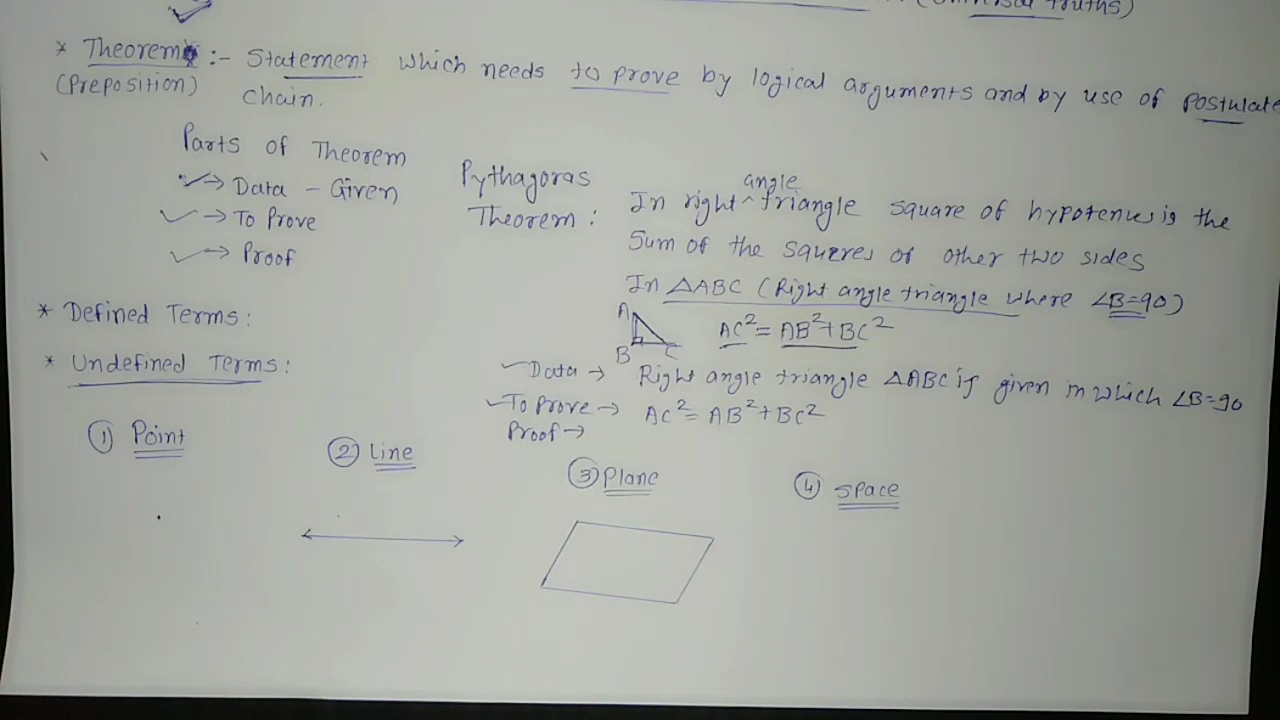 (Universal truths)
* Theorem :- Statement which needs to prove by logical arguments and by use of postulate
(Preposition) chain.
Parts of Theorem
→ Data - Given
→ To Prove
→ Proof
Pythagoras
Theorem :
angle
In right ^ triangle square of hypotenus is the
Sum of the squares of other two sides
In △ABC (Right angle triangle where ∠B=90)
A
B C
AC² = AB²+BC²
Data → Right angle triangle △ABC is given in which ∠B=90
To Prove → AC² = AB²+BC²
Proof →
* Defined Terms :
* Undefined Terms :
① Point
② Line
③ Plane
④ Space